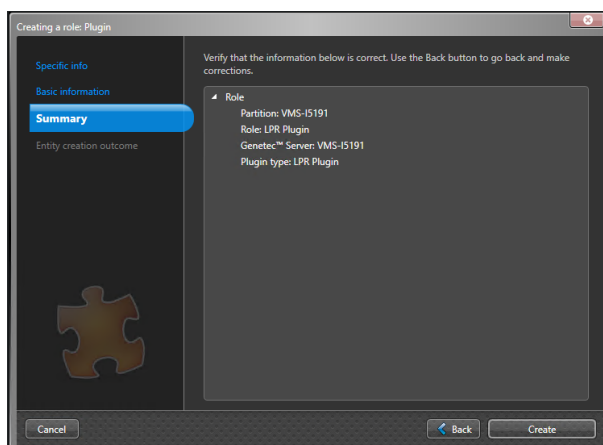 Creating a role: Plugin
Specific info
Basic information
Summary
Entity creation outcome
Verify that the information below is correct. Use the Back button to go back and make
corrections.
Role
Partition: VMS-I5191
Role: LPR Plugin
Genetec™ Server: VMS-I5191
Plugin type: LPR Plugin
Cancel
Back
Create